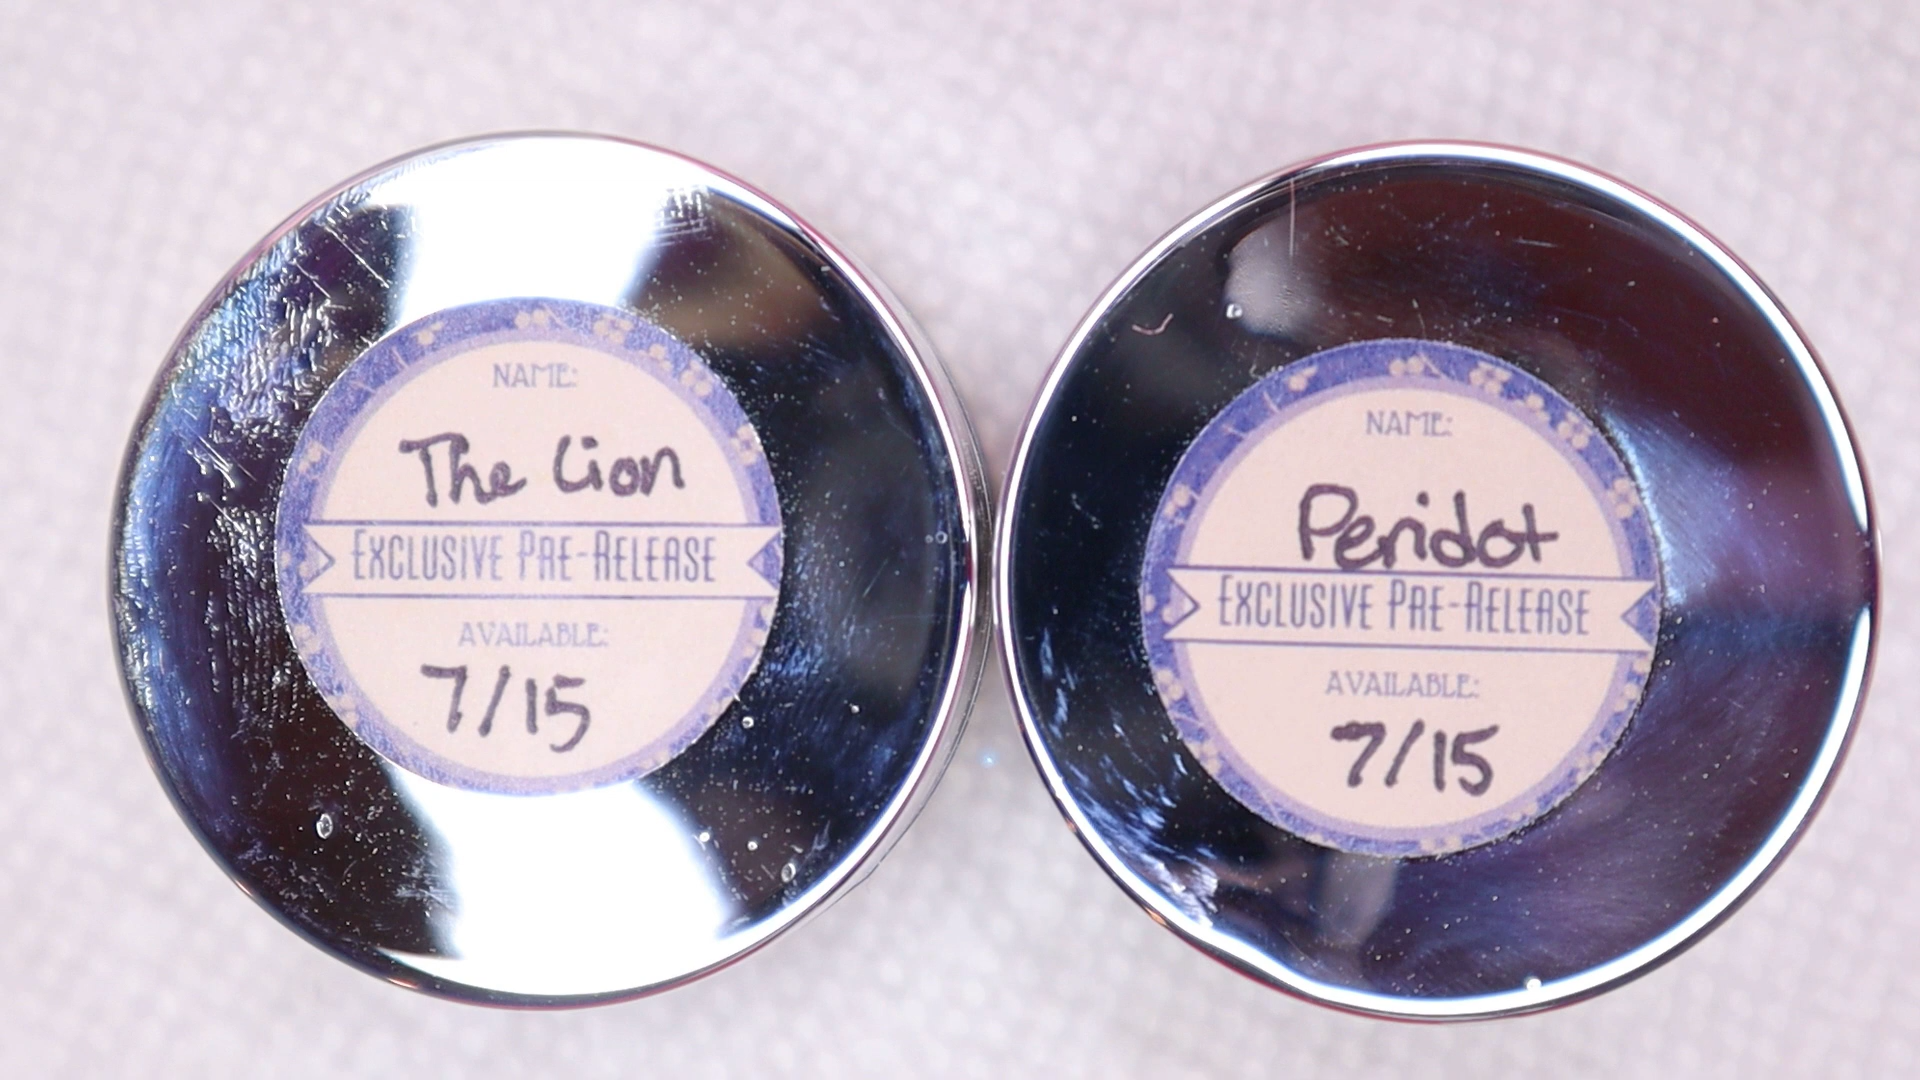 NAME:
The Lion
EXCLUSIVE PRE-RELEASE
AVAILABLE:
7/15
NAME:
Peridot
EXCLUSIVE PRE-RELEASE
AVAILABLE:
7/15